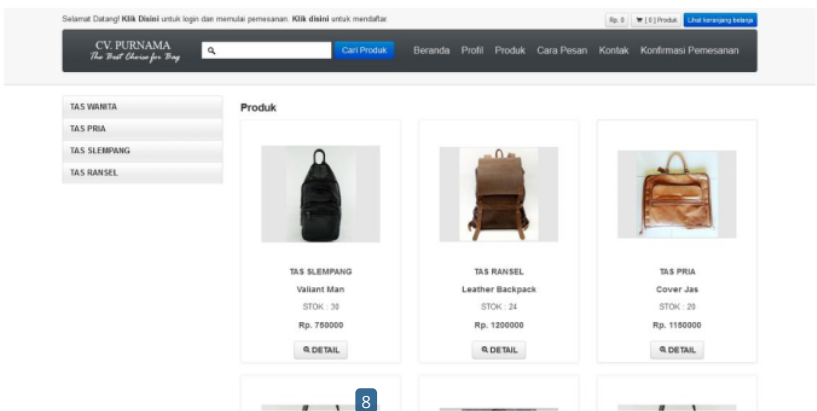 Selamat Datang! Klik Disini untuk login dan memulai pemesanan. Klik disini untuk mendaftar.
Rp. 0
[ 0 ] Produk
Lihat keranjang belanja
CV. PURNAMA
The Best Choise for Bag
Cari Produk
Beranda Profil Produk Cara Pesan Kontak Konfirmasi Pemesanan
TAS WANITA
TAS PRIA
TAS SLEMPANG
TAS RANSEL
Produk
TAS SLEMPANG
Valiant Man
STOK : 30
Rp. 750000
DETAIL
TAS RANSEL
Leather Backpack
STOK : 24
Rp. 1200000
DETAIL
TAS PRIA
Cover Jas
STOK : 20
Rp. 1150000
DETAIL
8